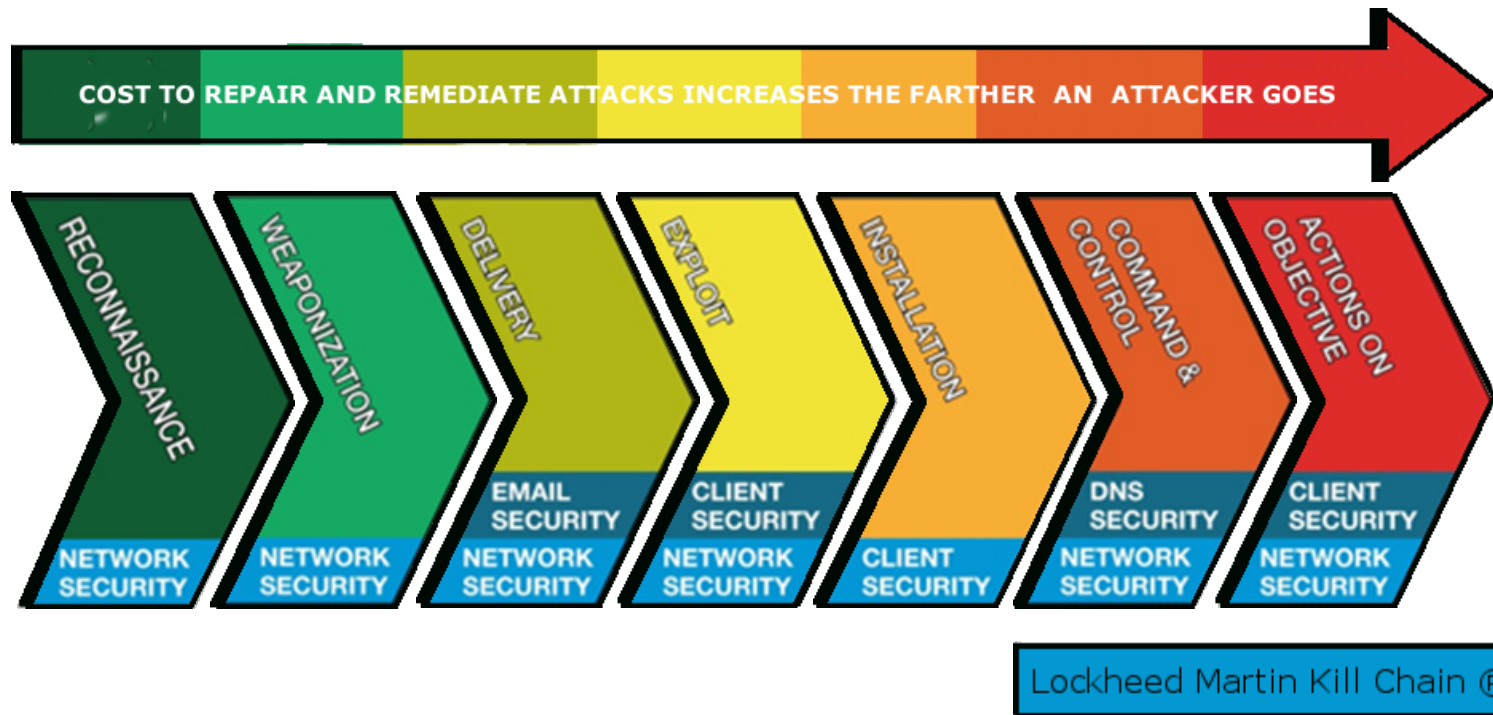 COST TO REPAIR AND REMEDIATE ATTACKS INCREASES THE FARTHER AN ATTACKER GOES
RECONNAISSANCE
NETWORK
SECURITY
WEAPONIZATION
NETWORK
SECURITY
DELIVERY
EMAIL
SECURITY
NETWORK
SECURITY
EXPLOIT
CLIENT
SECURITY
NETWORK
SECURITY
INSTALLATION
CLIENT
SECURITY
COMMAND &
CONTROL
DNS
SECURITY
NETWORK
SECURITY
ACTIONS ON
OBJECTIVE
CLIENT
SECURITY
NETWORK
SECURITY
Lockheed Martin Kill Chain ®